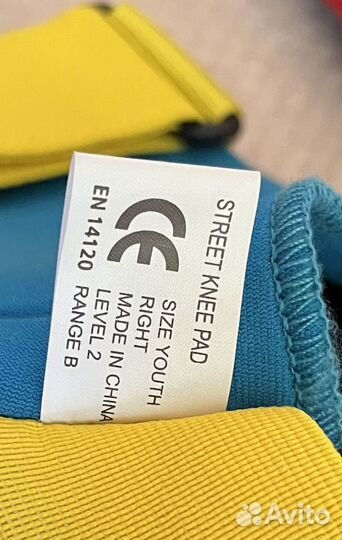 STREET KNEE PAD
CE
SIZE YOUTH
RIGHT
MADE IN CHINA
LEVEL 2
RANGE B
EN 14120
Avito